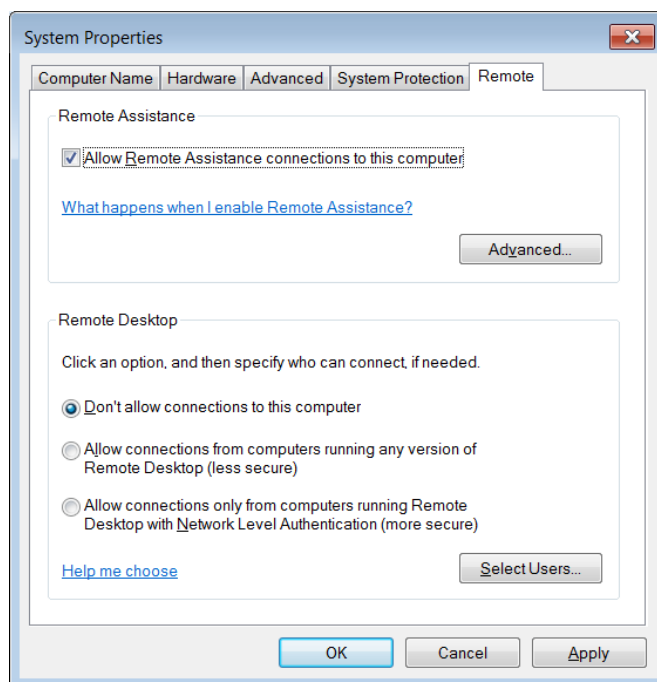 System Properties
Computer Name Hardware Advanced System Protection Remote
Remote Assistance
Allow Remote Assistance connections to this computer
What happens when I enable Remote Assistance?
Advanced...
Remote Desktop
Click an option, and then specify who can connect, if needed.
Don't allow connections to this computer
Allow connections from computers running any version of
Remote Desktop (less secure)
Allow connections only from computers running Remote
Desktop with Network Level Authentication (more secure)
Help me choose
Select Users...
OK Cancel Apply